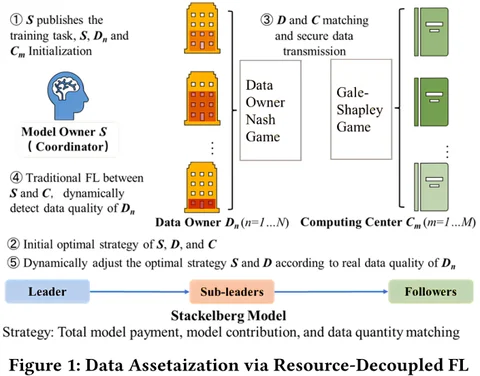 ① S publishes the
training task, S, Dn and
Cm Initialization
Model Owner S
( Coordinator)
④ Traditional FL between
S and C, dynamically
detect data quality of Dn
③ D and C matching
and secure data
transmission
Data
Owner
Nash
Game
Gale-
Shapley
Game
Data Owner Dn(n=1…N)
Computing Center Cm(m=1…M)
② Initial optimal strategy of S, D, and C
⑤ Dynamically adjust the optimal strategy S and D according to real data quality of Dn
Leader
Sub-leaders
Followers
Stackelberg Model
Strategy: Total model payment, model contribution, and data quantity matching
Figure 1: Data Assetaization via Resource-Decoupled FL